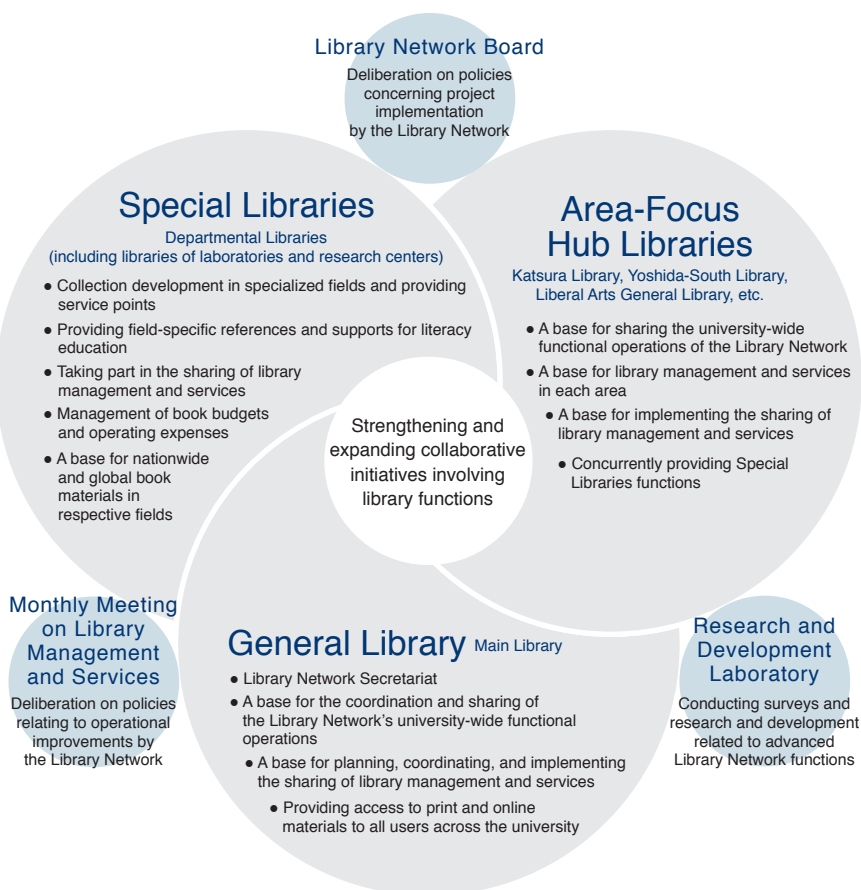 Library Network Board
Deliberation on policies
concerning project
implementation
by the Library Network
Special Libraries
Departmental Libraries
(including libraries of laboratories and research centers)
● Collection development in specialized fields and providing
service points
● Providing field-specific references and supports for literacy
education
● Taking part in the sharing of library
management and services
● Management of book budgets
and operating expenses
● A base for nationwide
and global book
materials in
respective fields
Area-Focus
Hub Libraries
Katsura Library, Yoshida-South Library,
Liberal Arts General Library, etc.
● A base for sharing the university-wide
functional operations of the Library Network
● A base for library management and services
in each area
● A base for implementing the sharing of
library management and services
● Concurrently providing Special
Libraries functions
Strengthening and
expanding collaborative
initiatives involving
library functions
Monthly Meeting
on Library
Management
and Services
Deliberation on policies
relating to operational
improvements by
the Library Network
General Library Main Library
● Library Network Secretariat
● A base for the coordination and sharing of
the Library Network's university-wide functional
operations
● A base for planning, coordinating, and implementing
the sharing of library management and services
● Providing access to print and online
materials to all users across the university
Research and
Development
Laboratory
Conducting surveys and
research and development
related to advanced
Library Network functions